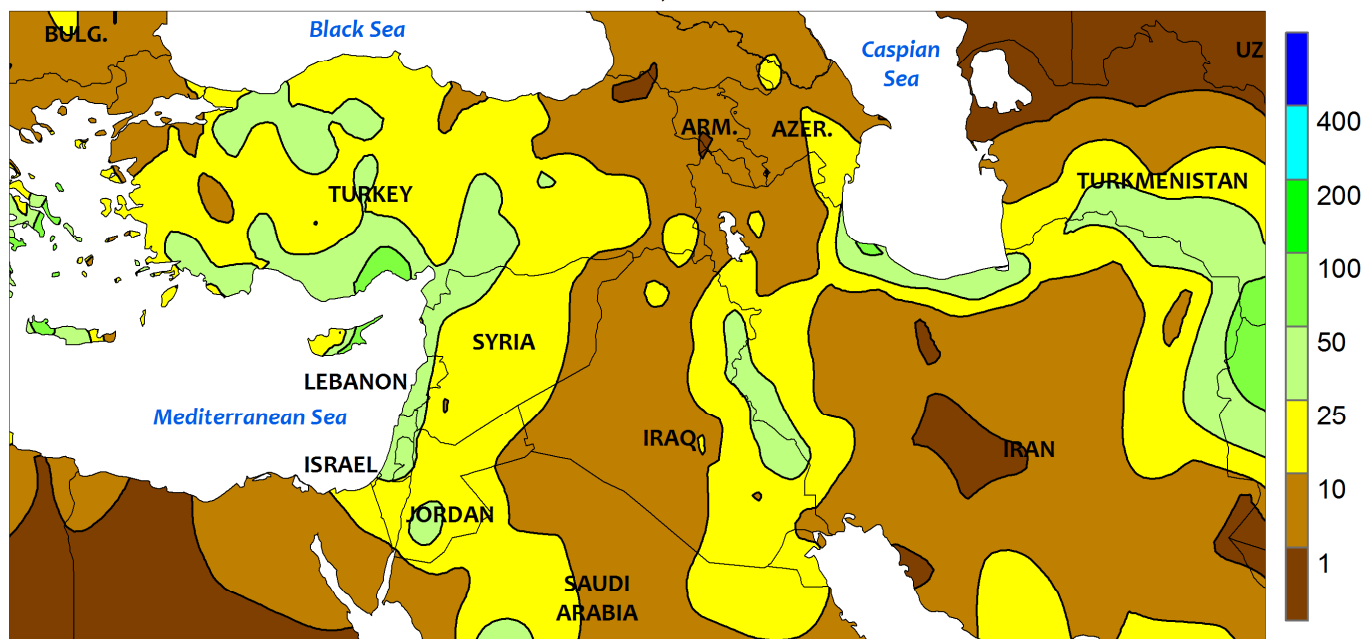 Black Sea
BULG.
Caspian
Sea
UZ
400
ARM.
AZER.
TURKEY
TURKMENISTAN
200
100
SYRIA
50
LEBANON
Mediterranean Sea
25
IRAQ
IRAN
ISRAEL
10
JORDAN
1
SAUDI
ARABIA